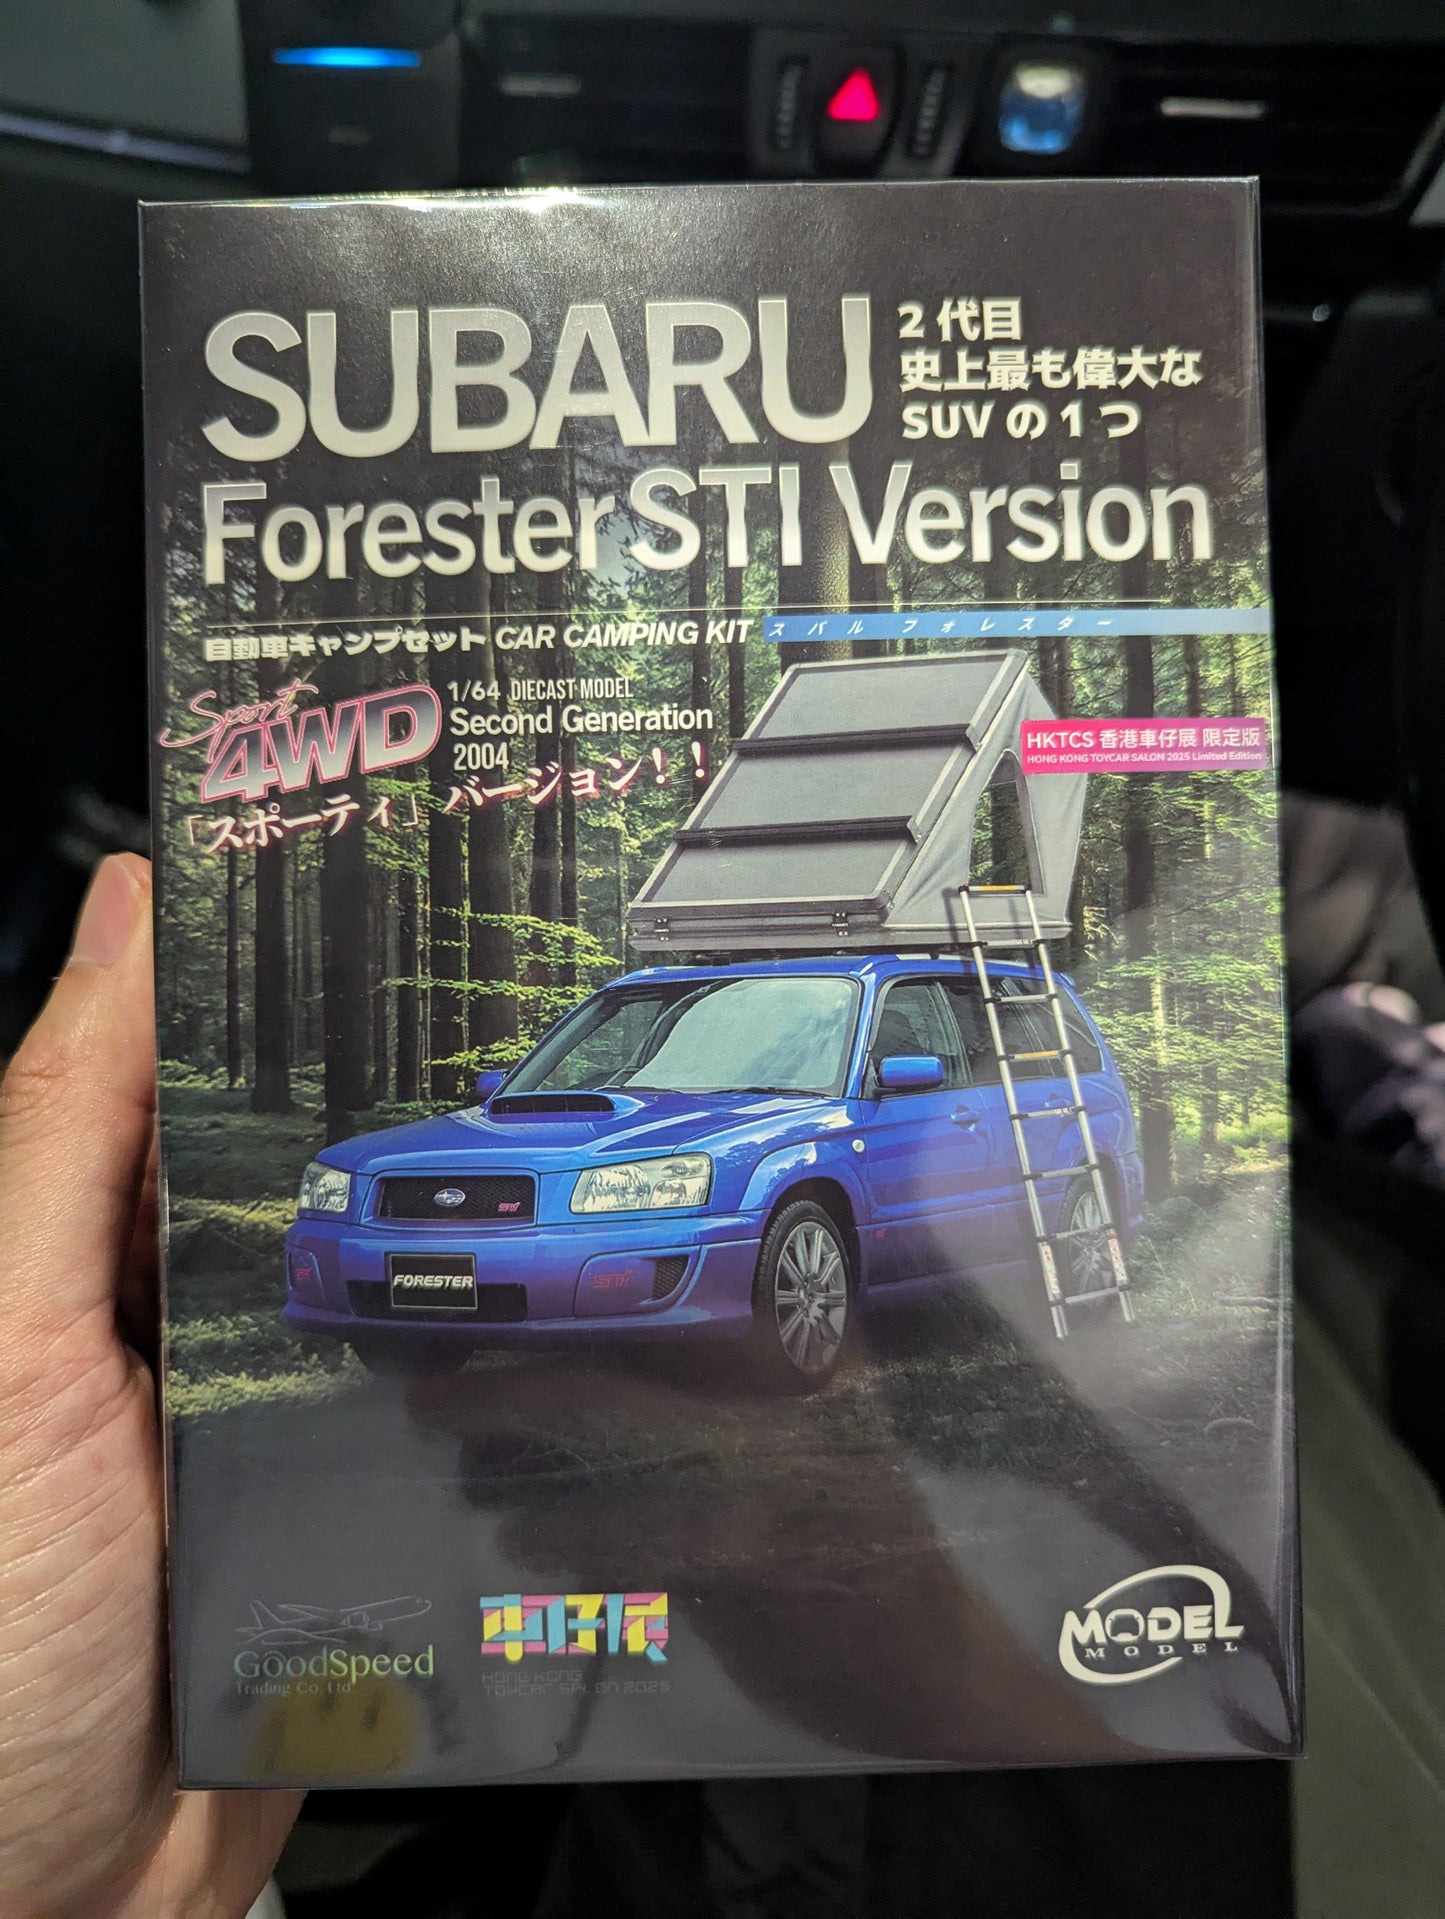 SUBARU
2代目
史上最も偉大な
SUVの1つ
Forester STI Version
自動車キャンプセット CAR CAMPING KIT スバル フォレスター
Sport
4WD
1/64 DIECAST MODEL
Second Generation
2004
「スポーティ」バージョン！！
HKTCS 香港車仔展 限定版
HONG KONG TOYCAR SALON 2025 Limited Edition
STI
FORESTER
STI
GoodSpeed
Trading Co. Ltd.
車仔展
HONG KONG
TOYCAR SALON 2025
MODEL
MODEL